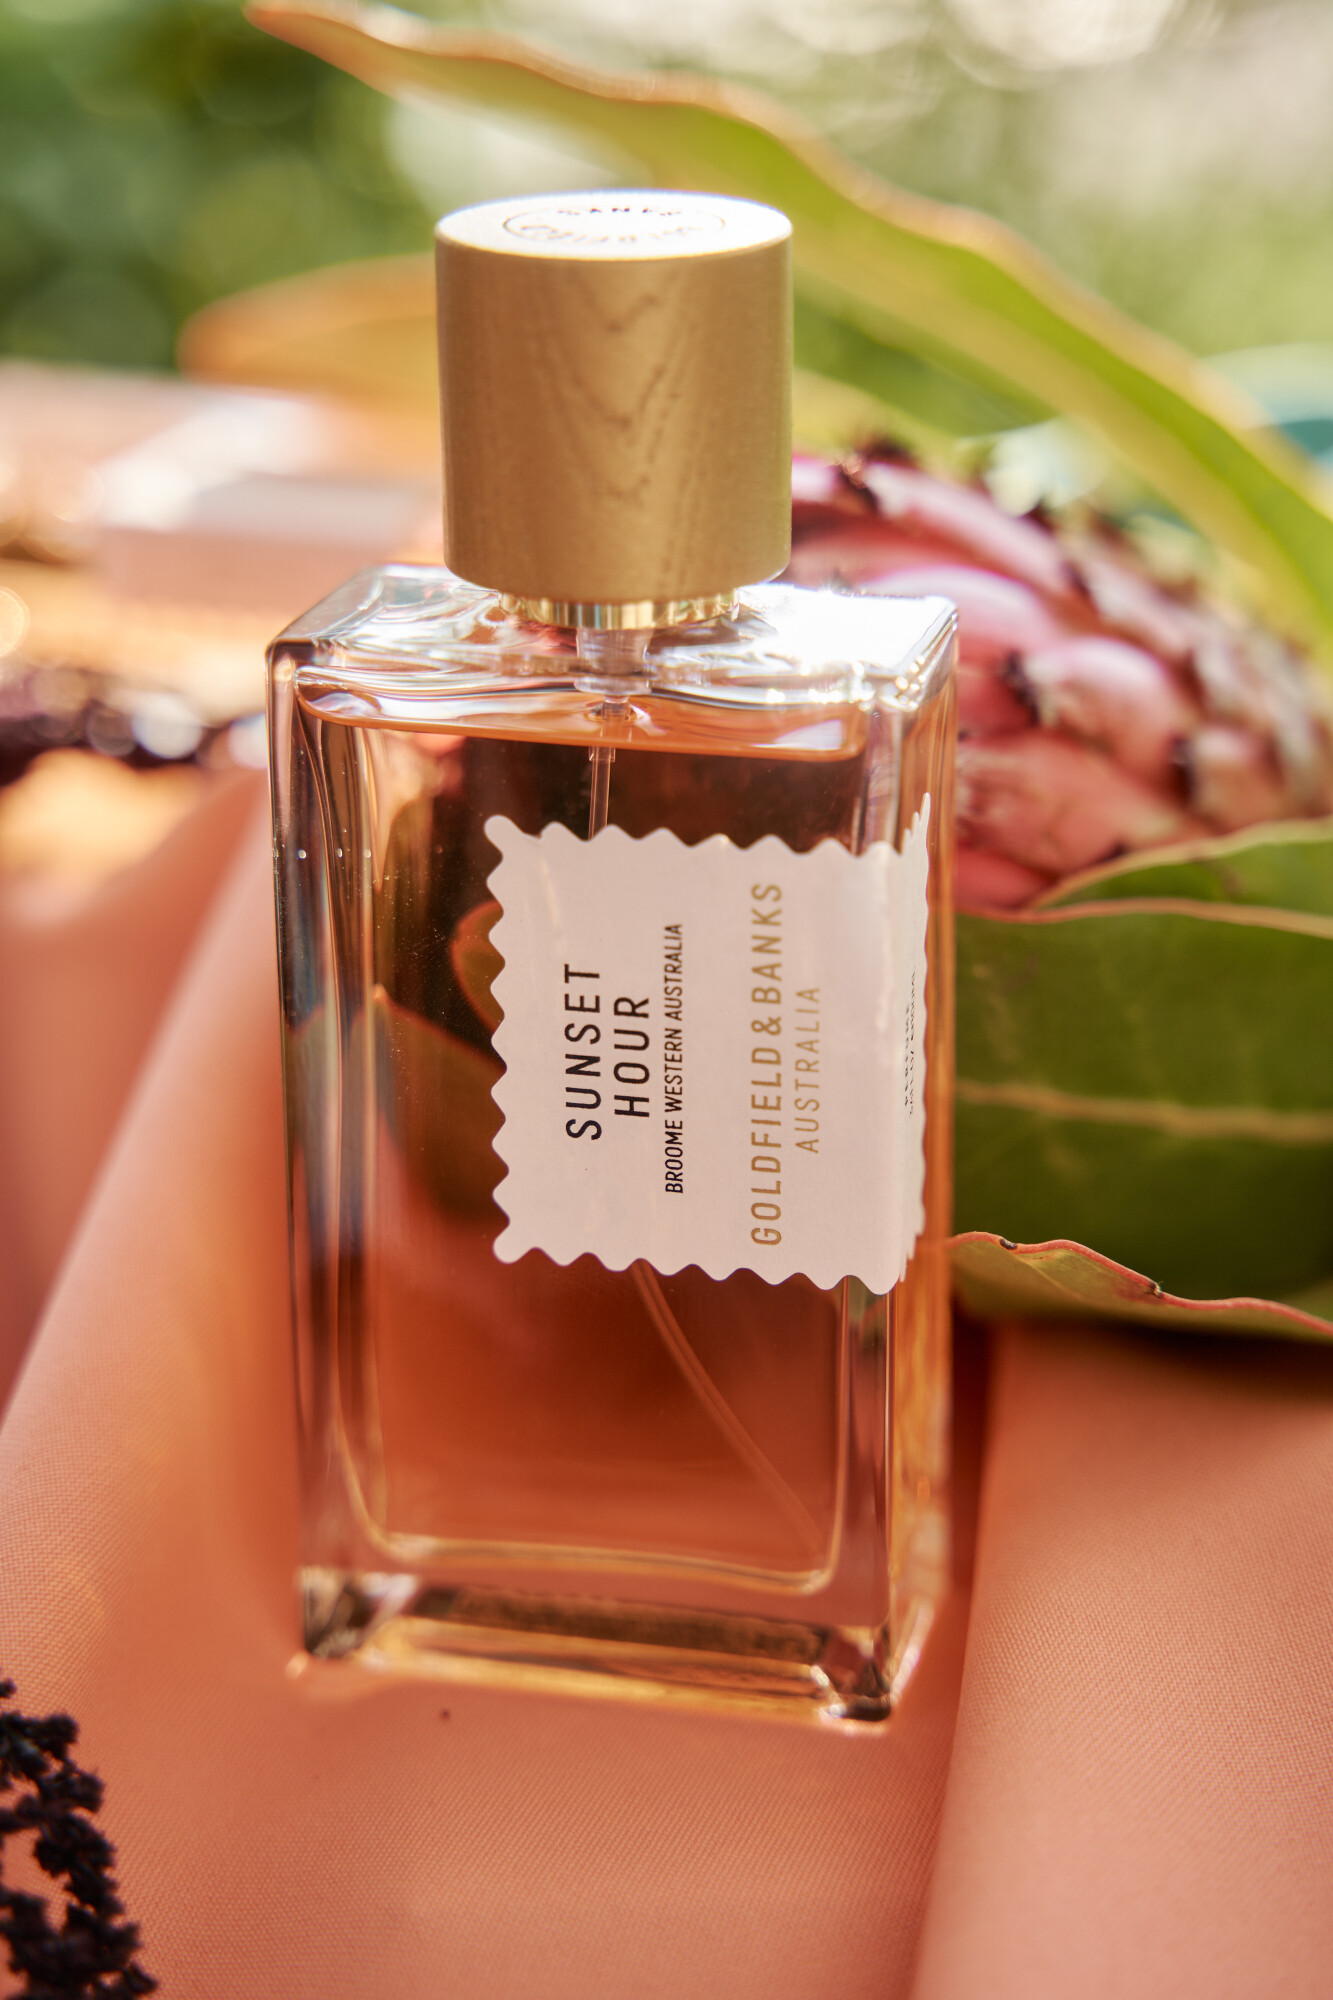 SUNSET
HOUR
BROOME WESTERN AUSTRALIA
GOLDFIELD & BANKS
AUSTRALIA